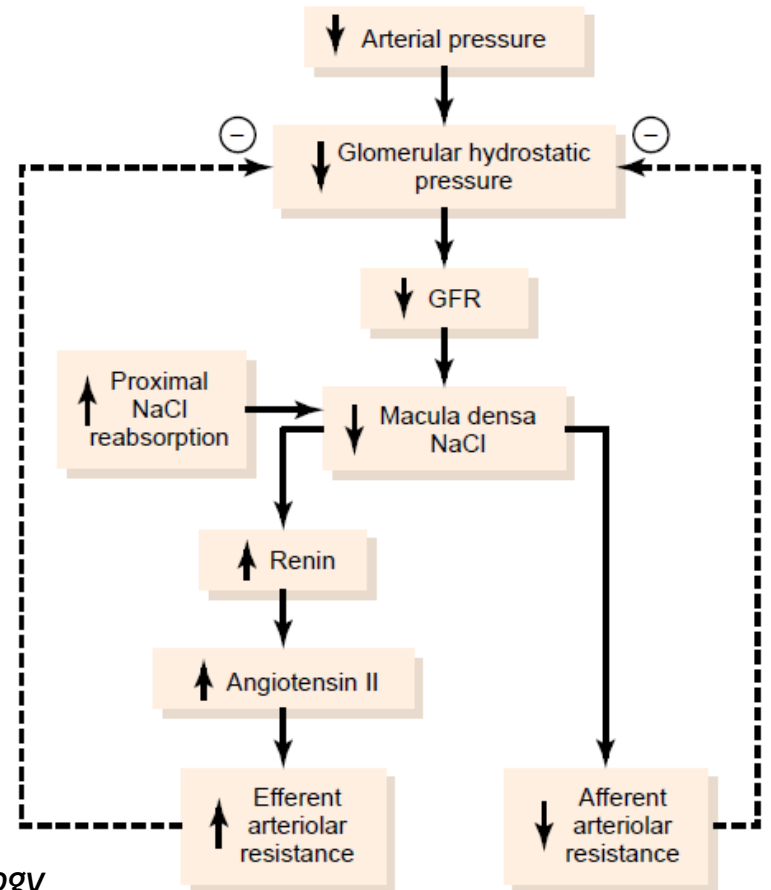 Arterial pressure
−
−
Glomerular hydrostatic
pressure
GFR
Proximal
NaCl
reabsorption
Macula densa
NaCl
Renin
Angiotensin II
Efferent
arteriolar
resistance
Afferent
arteriolar
resistance